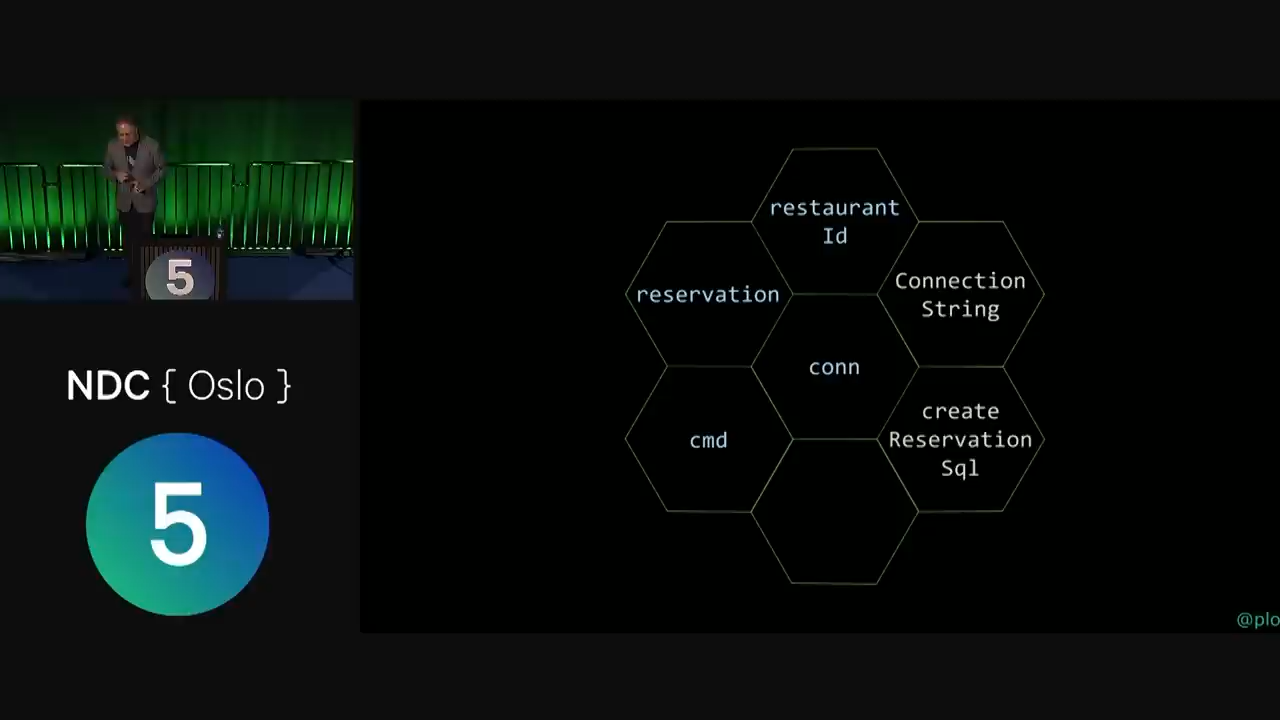 5
NDC { Oslo }
5
restaurant
Id
reservation
Connection
String
conn
cmd
create
Reservation
Sql
@plo